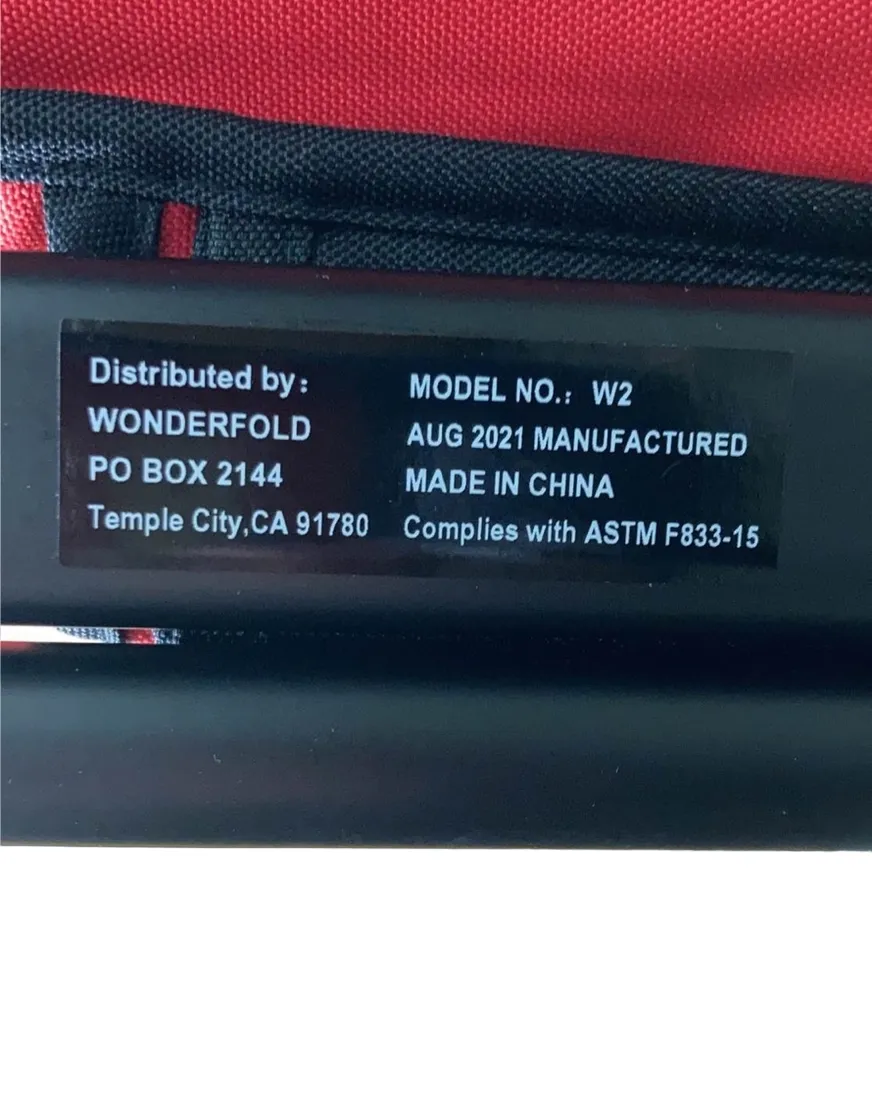 Distributed by:
WONDERFOLD
PO BOX 2144
Temple City,CA 91780
MODEL NO.: W2
AUG 2021 MANUFACTURED
MADE IN CHINA
Complies with ASTM F833-15